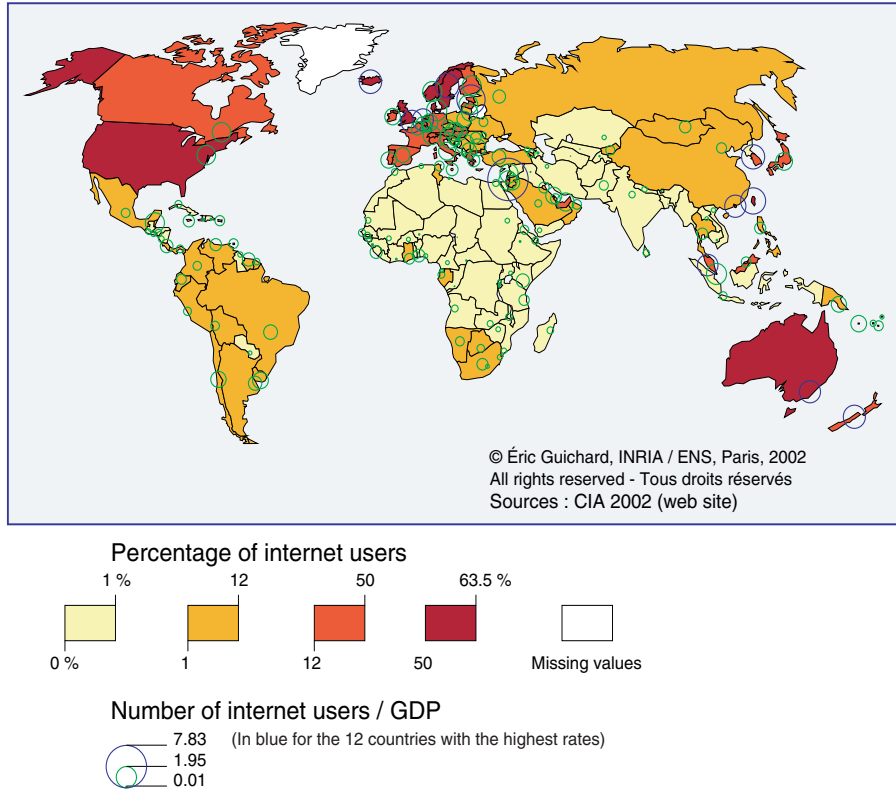 © Éric Guichard, INRIA / ENS, Paris, 2002
All rights reserved - Tous droits réservés
Sources : CIA 2002 (web site)
Percentage of internet users
1 % 12 50 63.5 %
0 % 1 12 50 Missing values
Number of internet users / GDP
7.83 (In blue for the 12 countries with the highest rates)
1.95
0.01